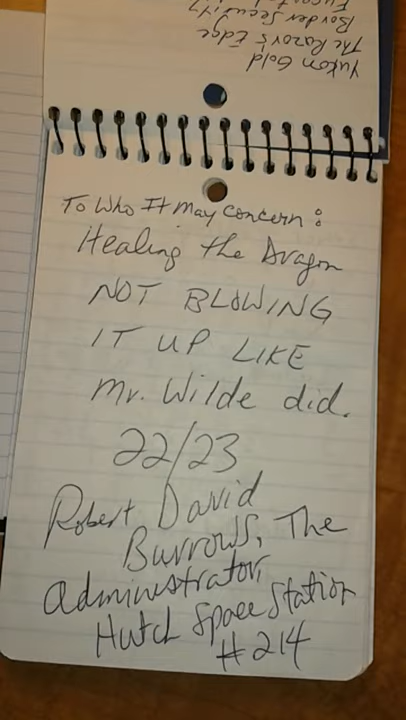 Yukon Gold
The Razor's Edge
Border Security
To Who It May Concern:
Healing the Dragon
NOT BLOWING
IT UP LIKE
Mr. Wilde did.
22/23
Robert David
Burrows, The
Administrator,
Hutch Space Station
#214